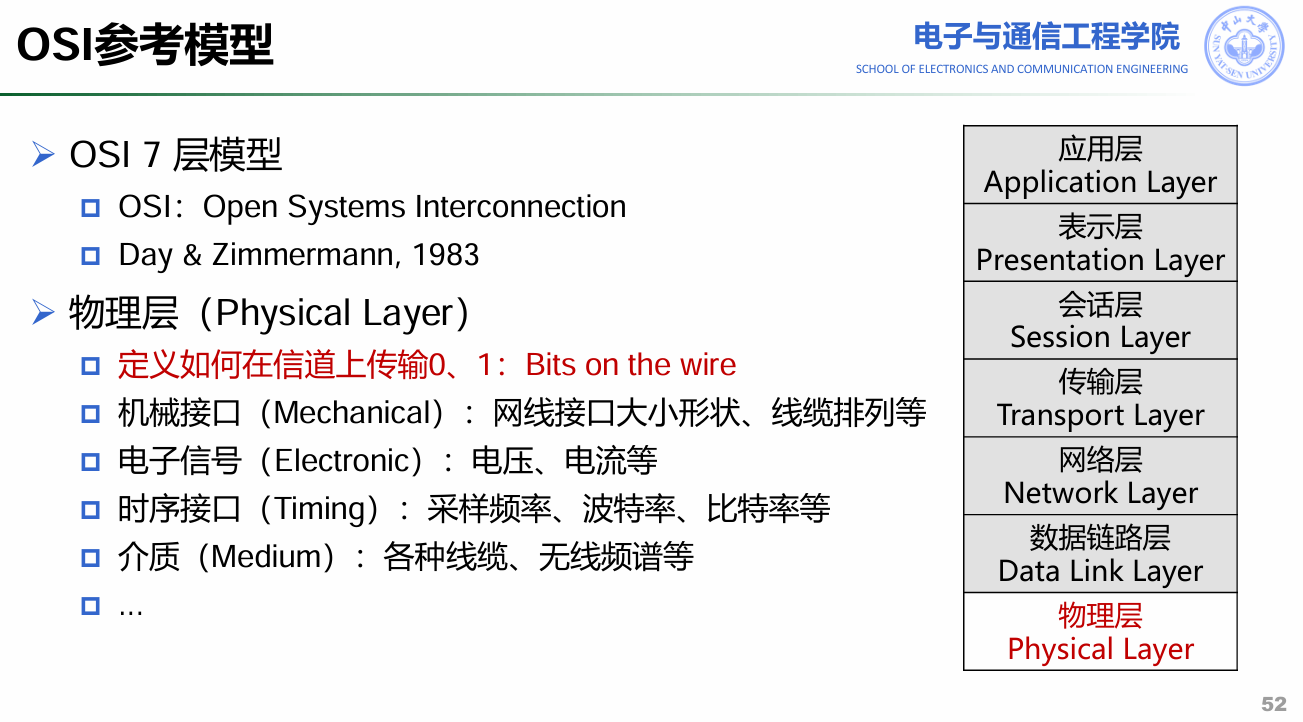 OSI参考模型
电子与通信工程学院
SCHOOL OF ELECTRONICS AND COMMUNICATION ENGINEERING
中山大学
SUN YAT-SEN UNIVERSITY
OSI 7 层模型
OSI：Open Systems Interconnection
Day & Zimmermann, 1983
物理层（Physical Layer）
定义如何在信道上传输0、1：Bits on the wire
机械接口（Mechanical）：网线接口大小形状、线缆排列等
电子信号（Electronic）：电压、电流等
时序接口（Timing）：采样频率、波特率、比特率等
介质（Medium）：各种线缆、无线频谱等
...
应用层
Application Layer
表示层
Presentation Layer
会话层
Session Layer
传输层
Transport Layer
网络层
Network Layer
数据链路层
Data Link Layer
物理层
Physical Layer
52